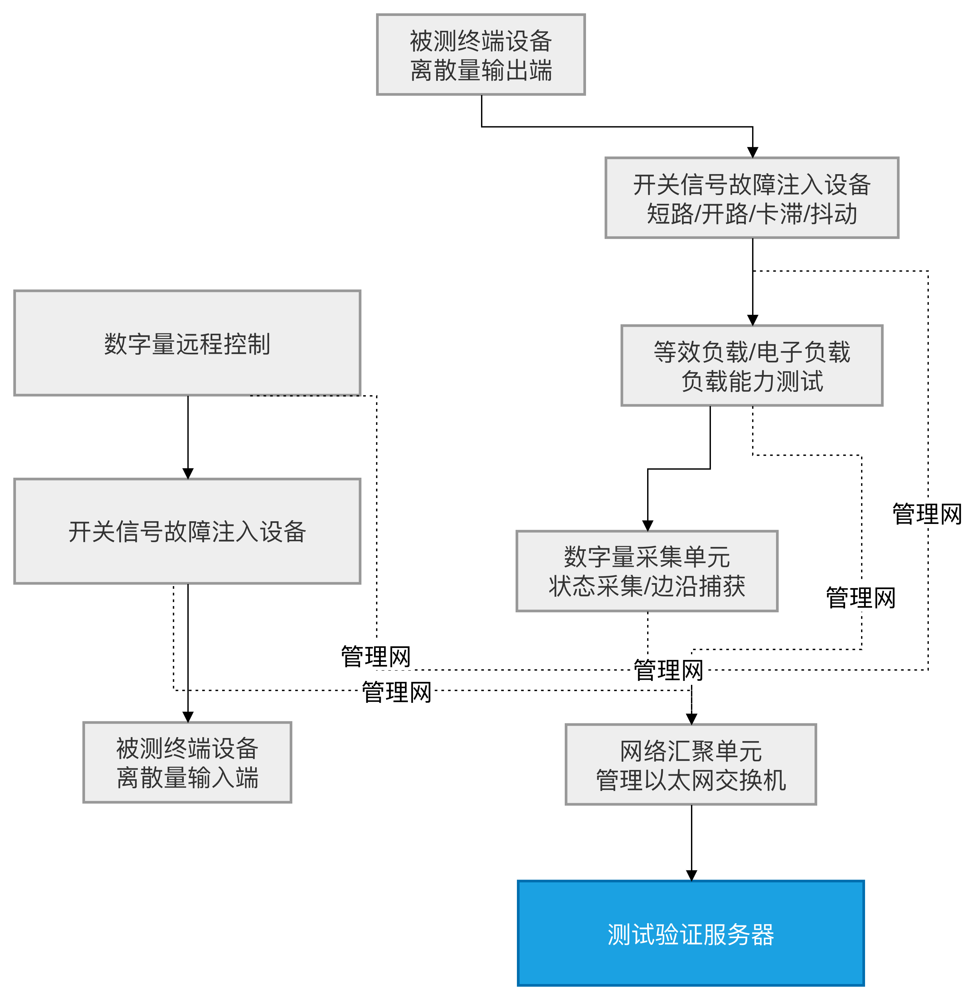 被测终端设备
离散量输出端
开关信号故障注入设备
短路/开路/卡滞/抖动
数字量远程控制
等效负载/电子负载
负载能力测试
管理网
开关信号故障注入设备
数字量采集单元
状态采集/边沿捕获
管理网
管理网
管理网
管理网
被测终端设备
离散量输入端
网络汇聚单元
管理以太网交换机
测试验证服务器